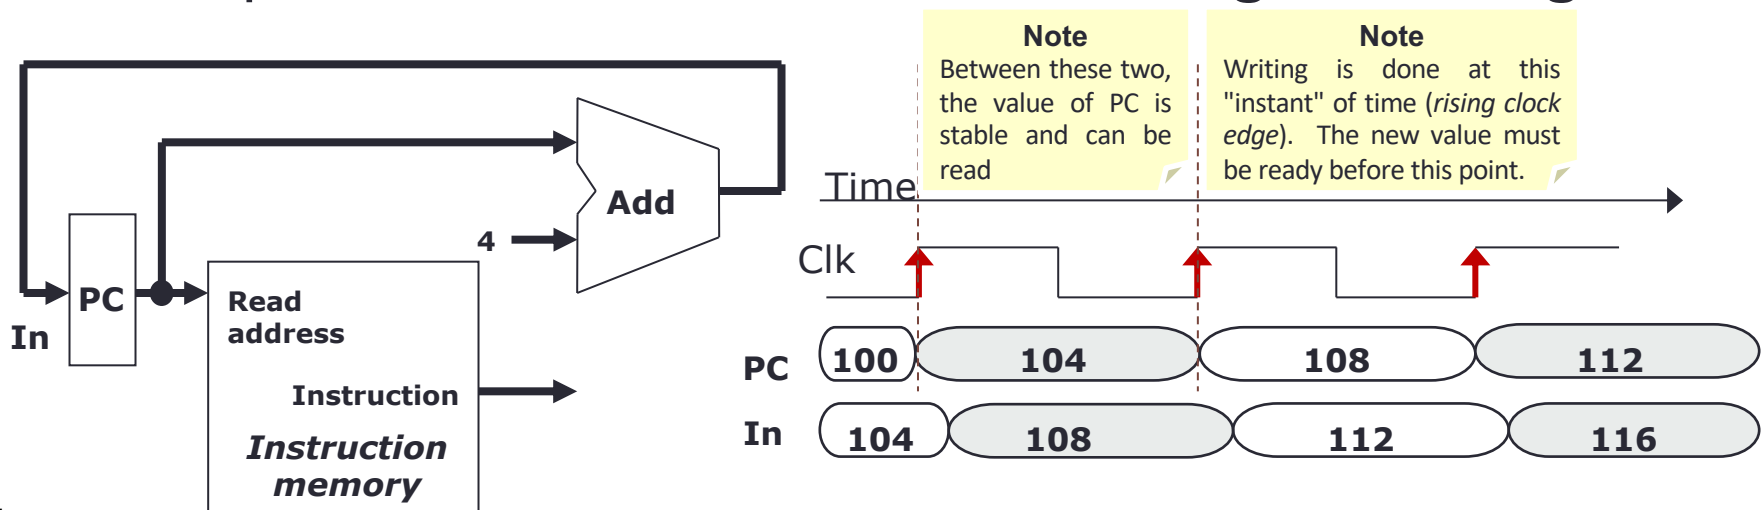 Note
Between these two,
the value of PC is
stable and can be
read
Note
Writing is done at this
"instant" of time (rising clock
edge). The new value must
be ready before this point.
Add
4
PC
In
Read
address
Instruction
Instruction
memory
Time
Clk
PC 100 104 108 112
In 104 108 112 116